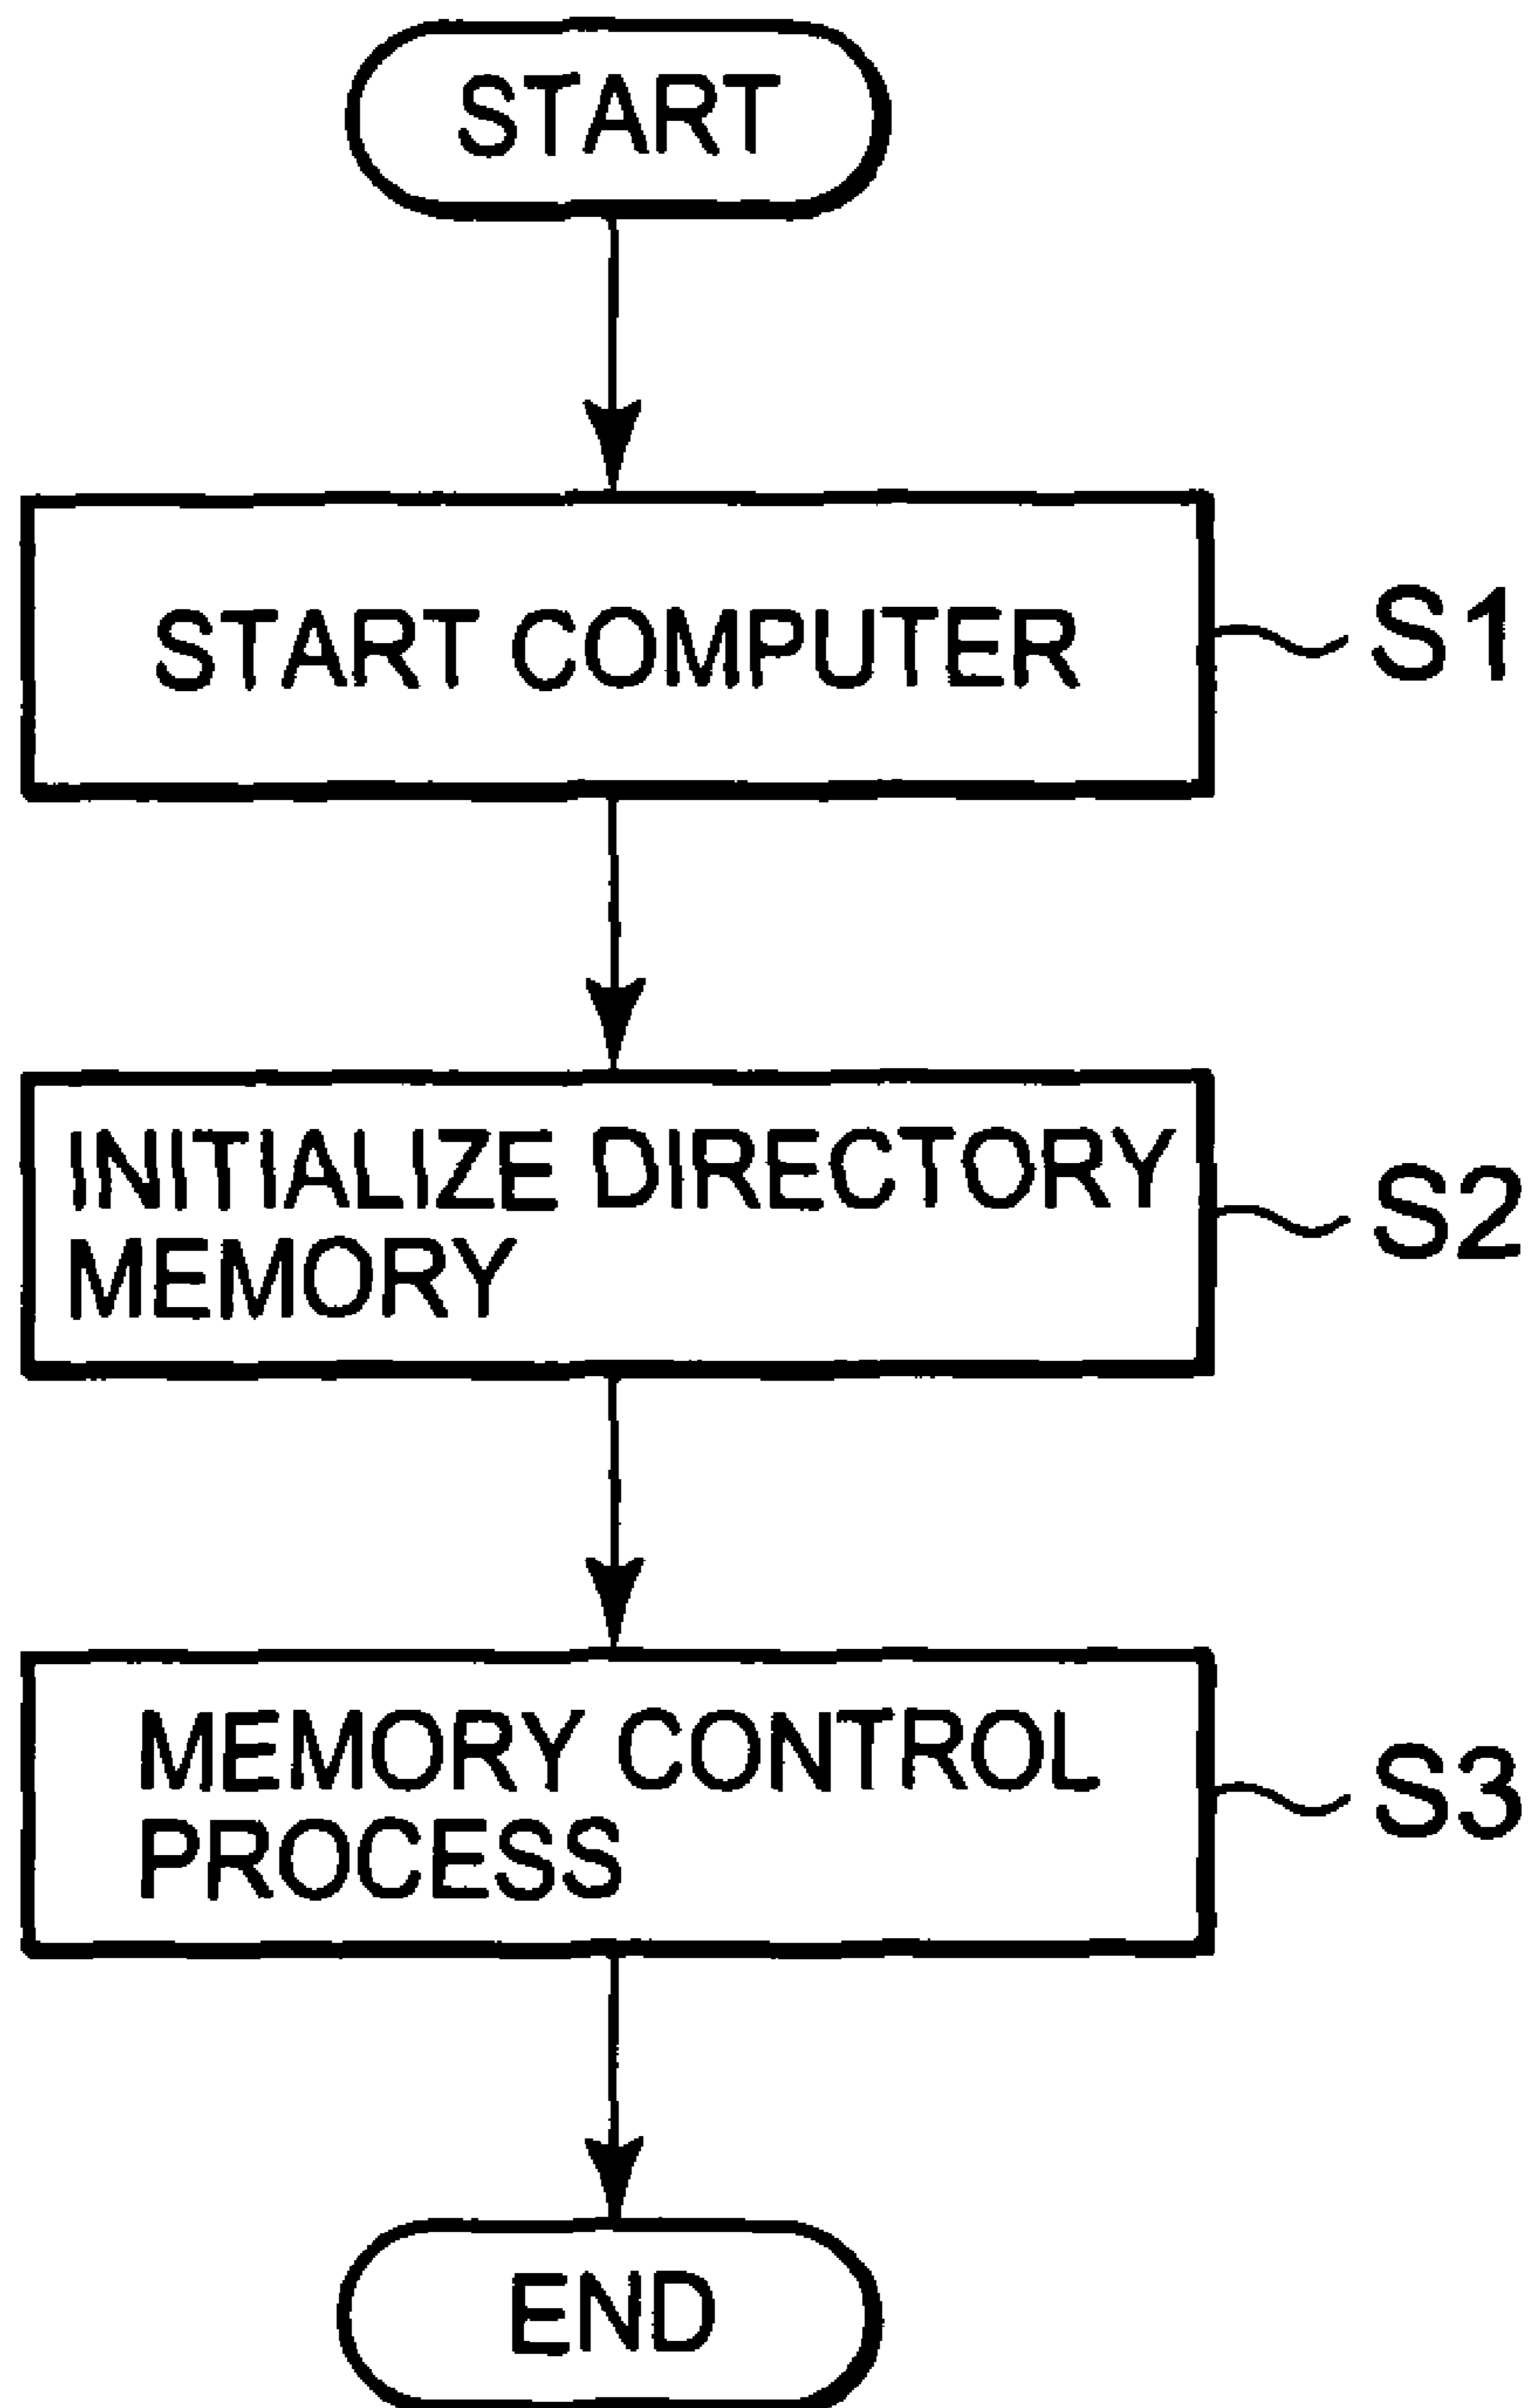 START
START COMPUTER
S1
INITIALIZE DIRECTORY
MEMORY
S2
MEMORY CONTROL
PROCESS
S3
END